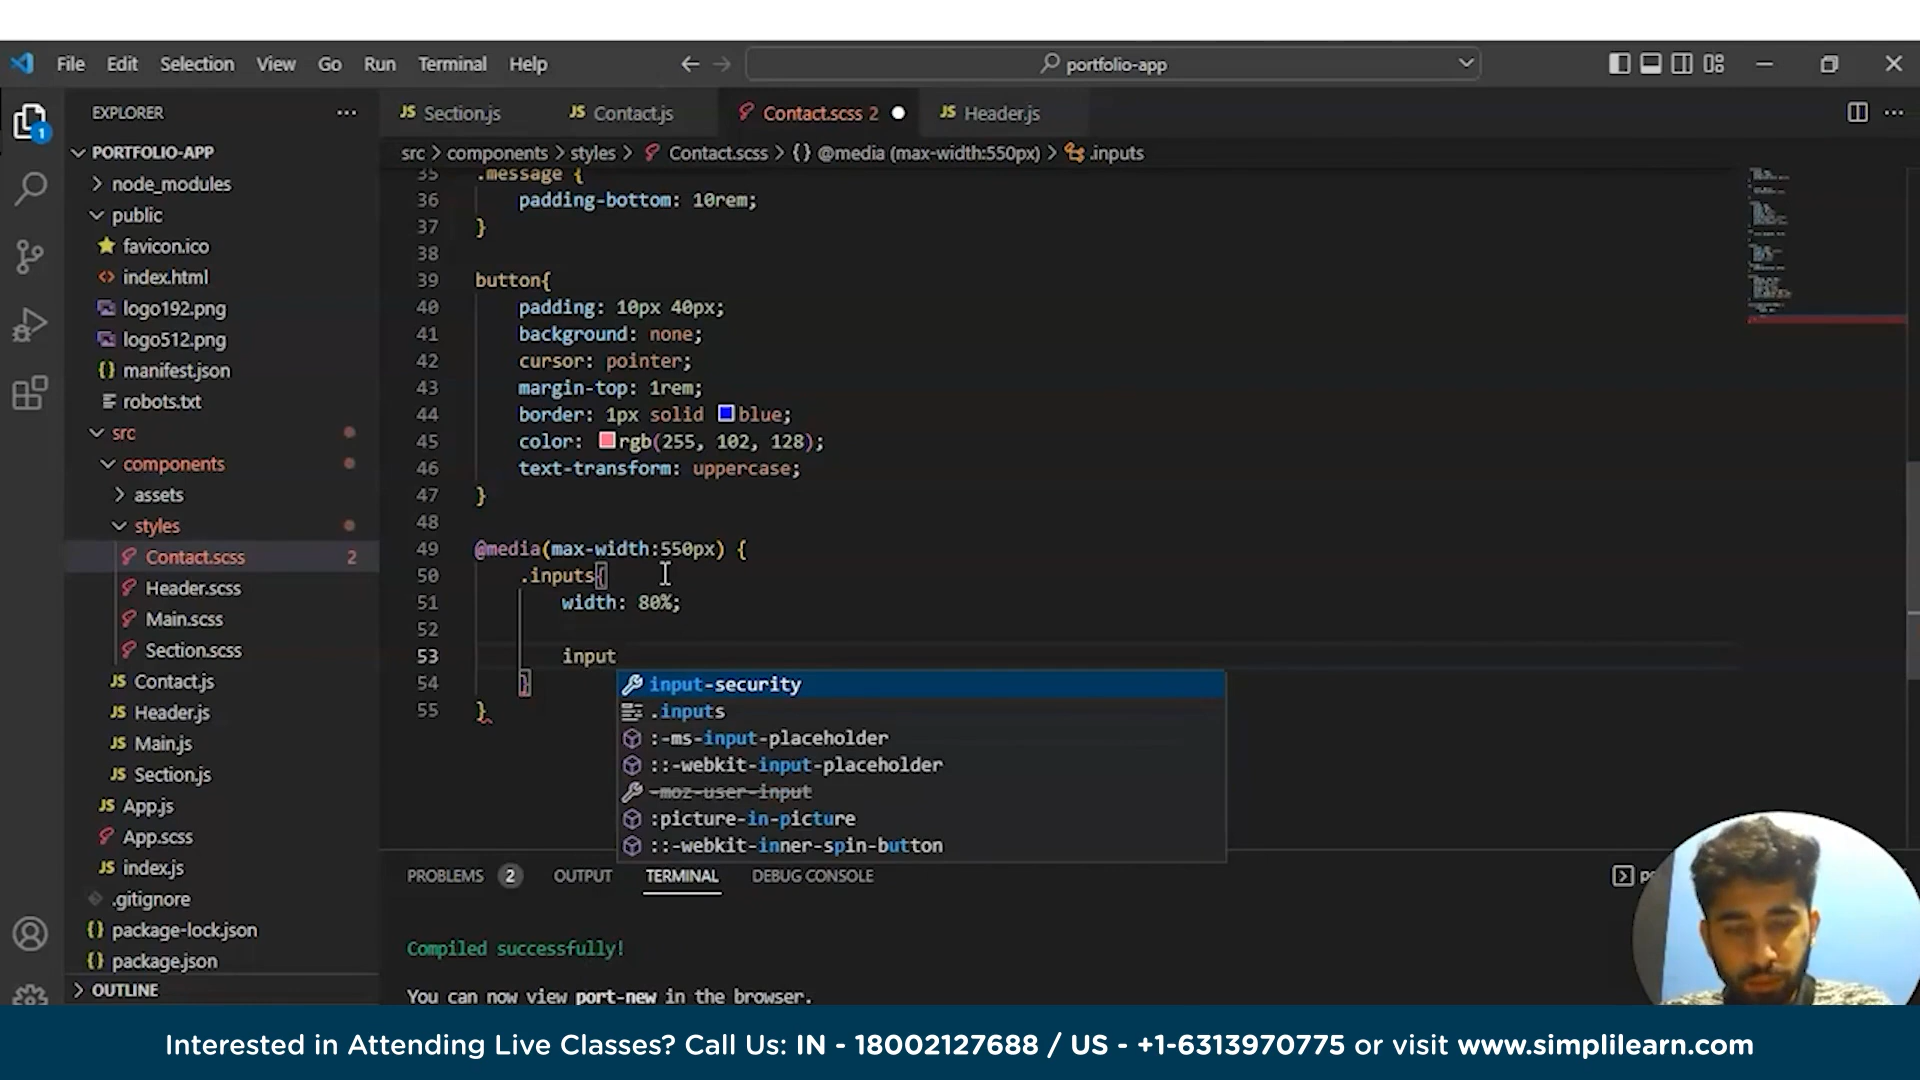 File Edit Selection View Go Run Terminal Help
portfolio-app
EXPLORER
1
PORTFOLIO-APP
node_modules
public
favicon.ico
index.html
logo192.png
logo512.png
manifest.json
robots.txt
src
components
assets
styles
Contact.scss 2
Header.scss
Main.scss
Section.scss
JS Contact.js
JS Header.js
JS Main.js
JS Section.js
JS App.js
App.scss
JS index.js
.gitignore
{} package-lock.json
{} package.json
OUTLINE
JS Section.js JS Contact.js Contact.scss 2 JS Header.js
src > components > styles > Contact.scss > {} @media (max-width:550px) > .inputs
35 .message {
36 padding-bottom: 10rem;
37 }
38
39 button{
40 padding: 10px 40px;
41 background: none;
42 cursor: pointer;
43 margin-top: 1rem;
44 border: 1px solid blue;
45 color: rgb(255, 102, 128);
46 text-transform: uppercase;
47 }
48
49 @media(max-width:550px) {
50 .inputs{
51 width: 80%;
52
53 input
54 }
55 }
input-security
.inputs
:-ms-input-placeholder
::-webkit-input-placeholder
-moz-user-input
:picture-in-picture
::-webkit-inner-spin-button
PROBLEMS 2 OUTPUT TERMINAL DEBUG CONSOLE
Compiled successfully!
You can now view port-new in the browser.
Interested in Attending Live Classes? Call Us: IN - 18002127688 / US - +1-6313970775 or visit www.simplilearn.com